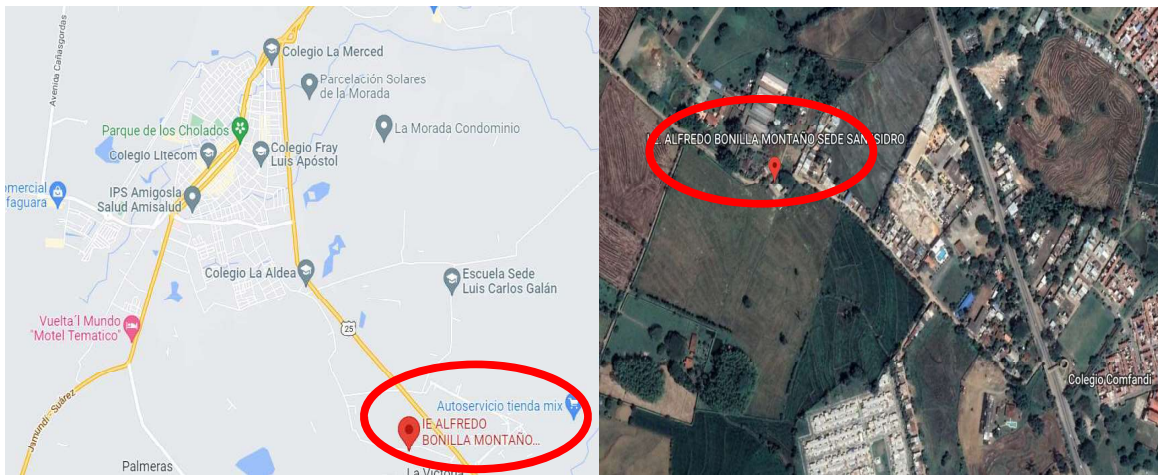 Colegio La Merced
Avenida Cañasgordas
Parcelación Solares
de la Morada
La Morada Condominio
Parque de los Cholados
Colegio Litecom
Colegio Fray
Luis Apóstol
IPS Amigosla
Salud Amisalud
omercial
faguara
Colegio La Aldea
Escuela Sede
Luis Carlos Galán
Vuelta'l Mundo
"Motel Tematico"
25
Autoservicio tienda mix
IE ALFREDO
BONILLA MONTAÑO...
Jamundí - Suárez
Palmeras
La Victoria
I.E. ALFREDO BONILLA MONTAÑO SEDE SAN ISIDRO
Colegio Comfandi